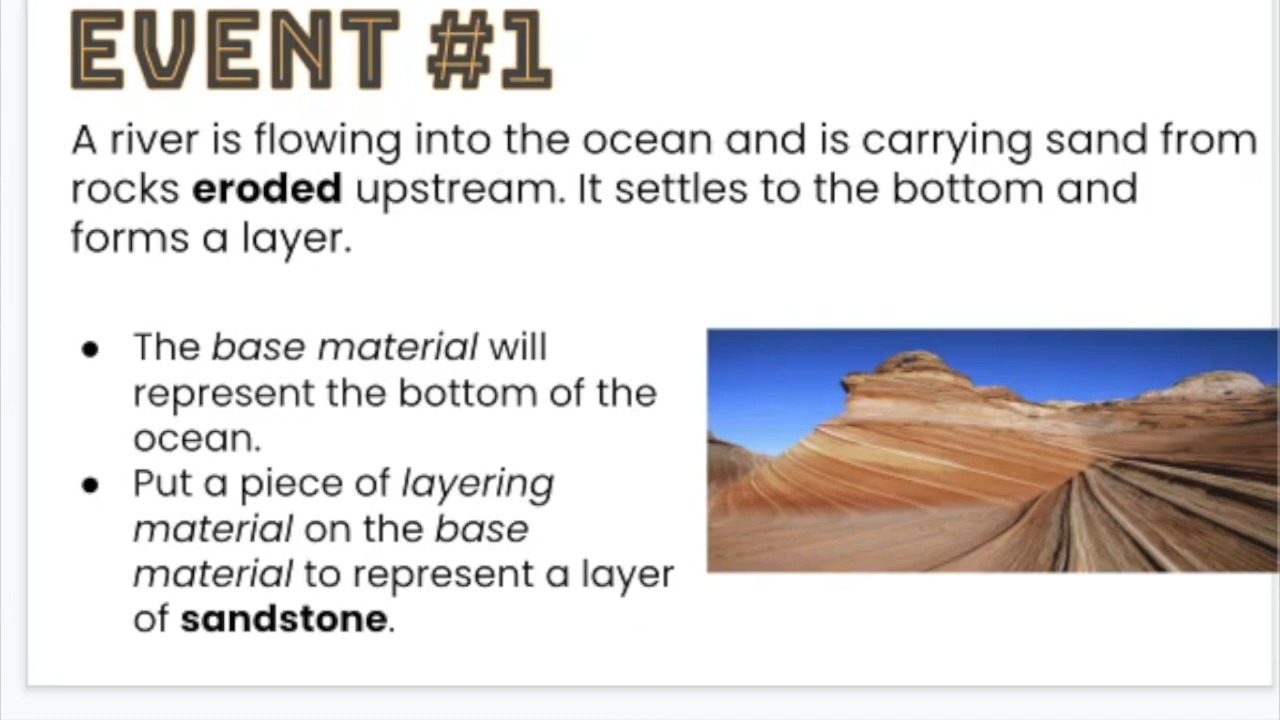 EVENT #1
A river is flowing into the ocean and is carrying sand from
rocks eroded upstream. It settles to the bottom and
forms a layer.
● The base material will
represent the bottom of the
ocean.
● Put a piece of layering
material on the base
material to represent a layer
of sandstone.